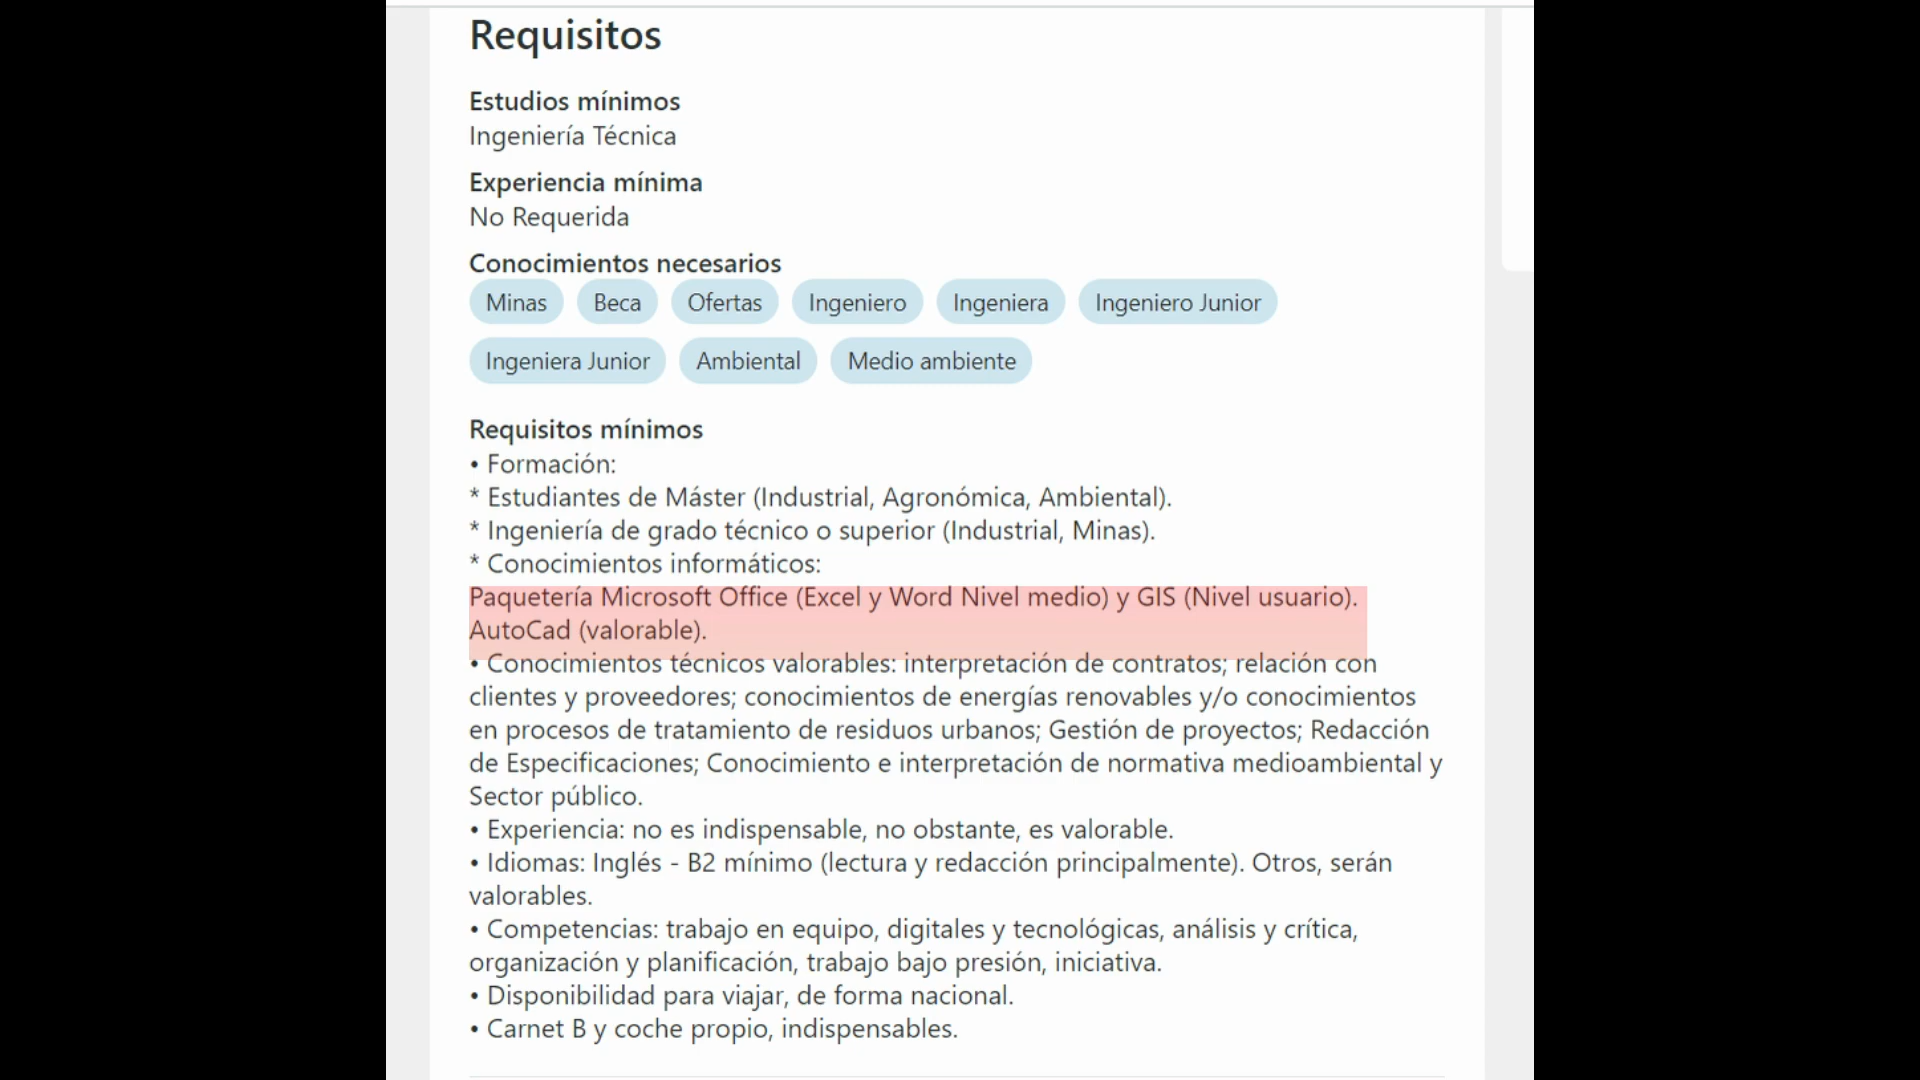 Requisitos
Estudios mínimos
Ingeniería Técnica
Experiencia mínima
No Requerida
Conocimientos necesarios
Minas Beca Ofertas Ingeniero Ingeniera Ingeniero Junior
Ingeniera Junior Ambiental Medio ambiente
Requisitos mínimos
• Formación:
* Estudiantes de Máster (Industrial, Agronómica, Ambiental).
* Ingeniería de grado técnico o superior (Industrial, Minas).
* Conocimientos informáticos:
Paquetería Microsoft Office (Excel y Word Nivel medio) y GIS (Nivel usuario).
AutoCad (valorable).
• Conocimientos técnicos valorables: interpretación de contratos; relación con
clientes y proveedores; conocimientos de energías renovables y/o conocimientos
en procesos de tratamiento de residuos urbanos; Gestión de proyectos; Redacción
de Especificaciones; Conocimiento e interpretación de normativa medioambiental y
Sector público.
• Experiencia: no es indispensable, no obstante, es valorable.
• Idiomas: Inglés - B2 mínimo (lectura y redacción principalmente). Otros, serán
valorables.
• Competencias: trabajo en equipo, digitales y tecnológicas, análisis y crítica,
organización y planificación, trabajo bajo presión, iniciativa.
• Disponibilidad para viajar, de forma nacional.
• Carnet B y coche propio, indispensables.